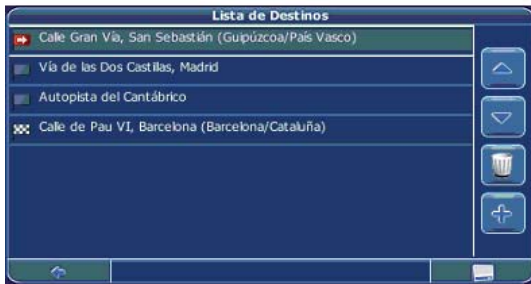 Lista de Destinos
Calle Gran Vía, San Sebastián (Guipúzcoa/País Vasco)
Vía de las Dos Castillas, Madrid
Autopista del Cantábrico
Calle de Pau VI, Barcelona (Barcelona/Cataluña)